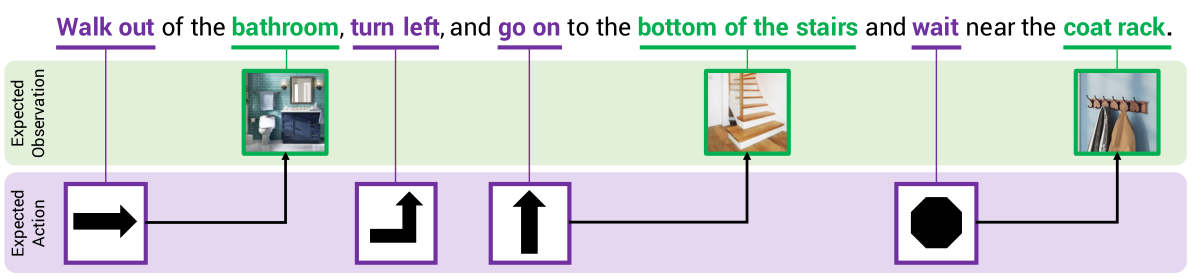 Walk out of the bathroom, turn left, and go on to the bottom of the stairs and wait near the coat rack.
Expected
Observation
Expected
Action